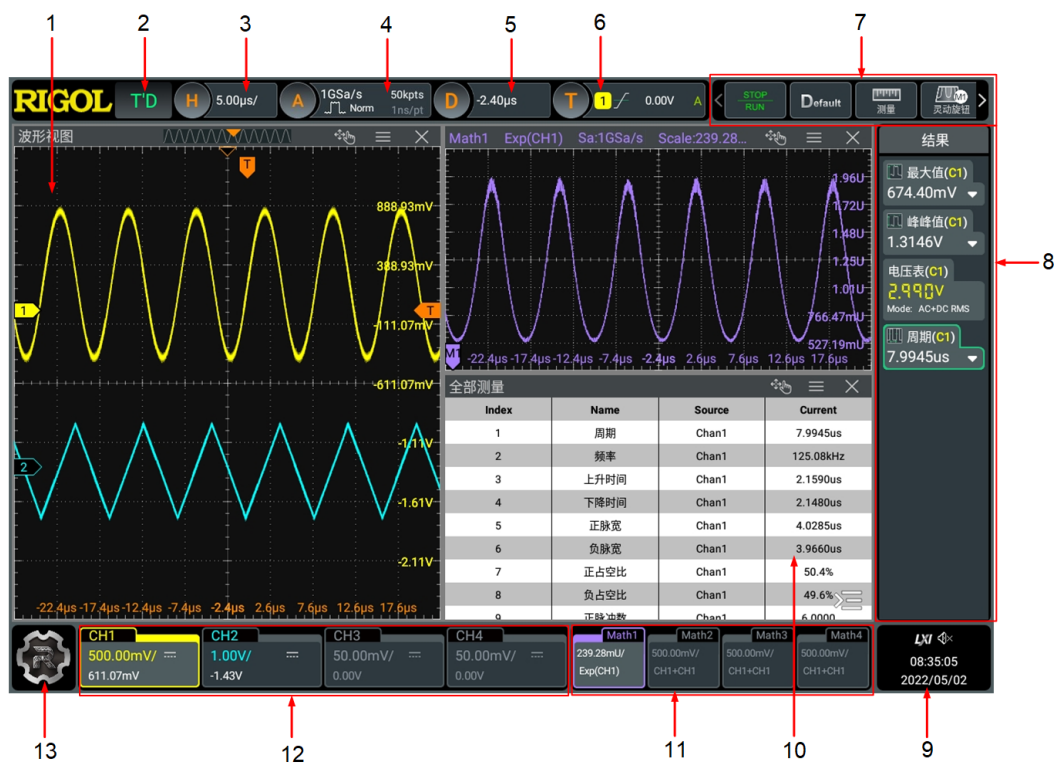 1 2 3 4 5 6 7
RIGOL T'D H 5.00μs/ A 1GSa/s 50kpts D -2.40μs T 1 0.00V A STOP Default 测量 灵动旋钮
Norm 1ns/pt RUN
波形视图 T
888.93mV
388.93mV
1 T
-111.07mV
-611.07mV
-1.11V
2
-1.61V
-2.11V
-22.4μs -17.4μs -12.4μs -7.4μs -2.4μs 2.6μs 7.6μs 12.6μs 17.6μs
Math1 Exp(CH1) Sa:1GSa/s Scale:239.28...
1.96U
1.72U
1.48U
1.25U
1.01U
766.47mU
527.19mU
M1 -22.4μs -17.4μs -12.4μs -7.4μs -2.4μs 2.6μs 7.6μs 12.6μs 17.6μs
全部测量
Index Name Source Current
1 周期 Chan1 7.9945us
2 频率 Chan1 125.08kHz
3 上升时间 Chan1 2.1590us
4 下降时间 Chan1 2.1480us
5 正脉宽 Chan1 4.0285us
6 负脉宽 Chan1 3.9660us
7 正占空比 Chan1 50.4%
8 负占空比 Chan1 49.6%
9 正脉冲数 Chan1 6.0000
结果
最大值(C1)
674.40mV
峰峰值(C1)
1.3146V
电压表(C1)
2.990V
Mode: AC+DC RMS
周期(C1)
7.9945us
8
CH1 CH2 CH3 CH4 Math1 Math2 Math3 Math4
500.00mV/ 1.00V/ 50.00mV/ 50.00mV/ 239.28mU/ 500.00mV/ 500.00mV/ 500.00mV/
611.07mV -1.43V 0.00V 0.00V Exp(CH1) CH1+CH1 CH1+CH1 CH1+CH1
LXI
08:35:05
2022/05/02
13 12 11 10 9